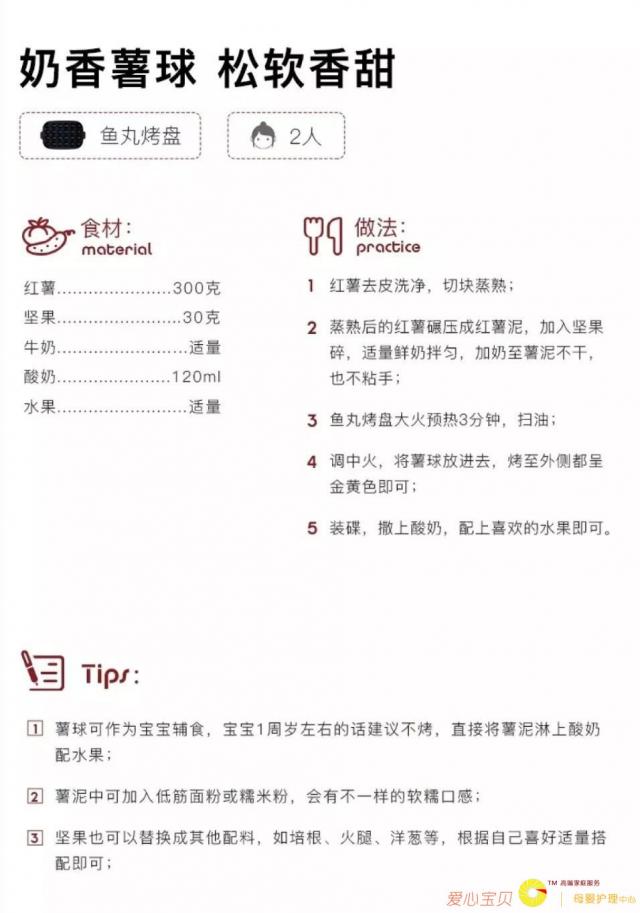 奶香薯球 松软香甜
鱼丸烤盘
2人
食材:
material
红薯......................300克
坚果........................30克
牛奶.........................适量
酸奶......................120ml
水果.........................适量
做法:
practice
1 红薯去皮洗净，切块蒸熟；
2 蒸熟后的红薯碾压成红薯泥，加入坚果
碎，适量鲜奶拌匀，加奶至薯泥不干，
也不粘手；
3 鱼丸烤盘大火预热3分钟，扫油；
4 调中火，将薯球放进去，烤至外侧都呈
金黄色即可；
5 装碟，撒上酸奶，配上喜欢的水果即可。
Tips:
1 薯球可作为宝宝辅食，宝宝1周岁左右的话建议不烤，直接将薯泥淋上酸奶
配水果；
2 薯泥中可加入低筋面粉或糯米粉，会有不一样的软糯口感；
3 坚果也可以替换成其他配料，如培根、火腿、洋葱等，根据自己喜好适量搭
配即可；
爱心宝贝
TM 高端家庭服务
母婴护理中心